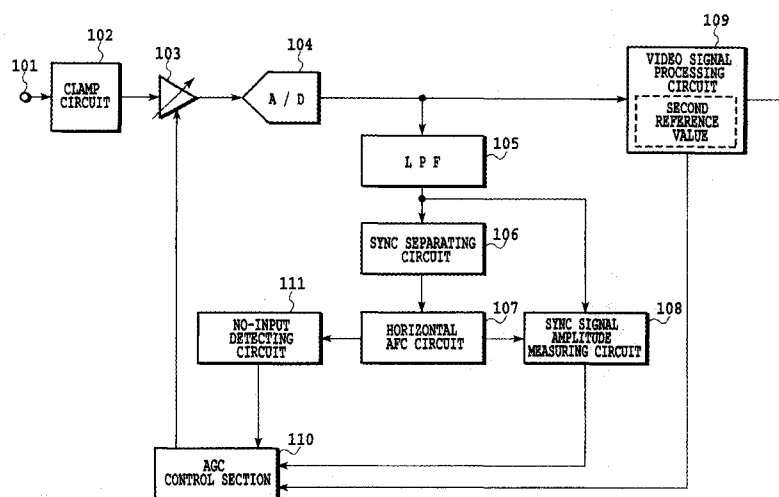 109
102
VIDEO SIGNAL
PROCESSING
CIRCUIT
103
104
101
CLAMP
CIRCUIT
A / D
SECOND
REFERENCE
VALUE
105
L P F
106
SYNC SEPARATING
CIRCUIT
111
107
108
NO-INPUT
DETECTING
CIRCUIT
HORIZONTAL
AFC CIRCUIT
SYNC SIGNAL
AMPLITUDE
MEASURING CIRCUIT
110
AGC
CONTROL SECTION